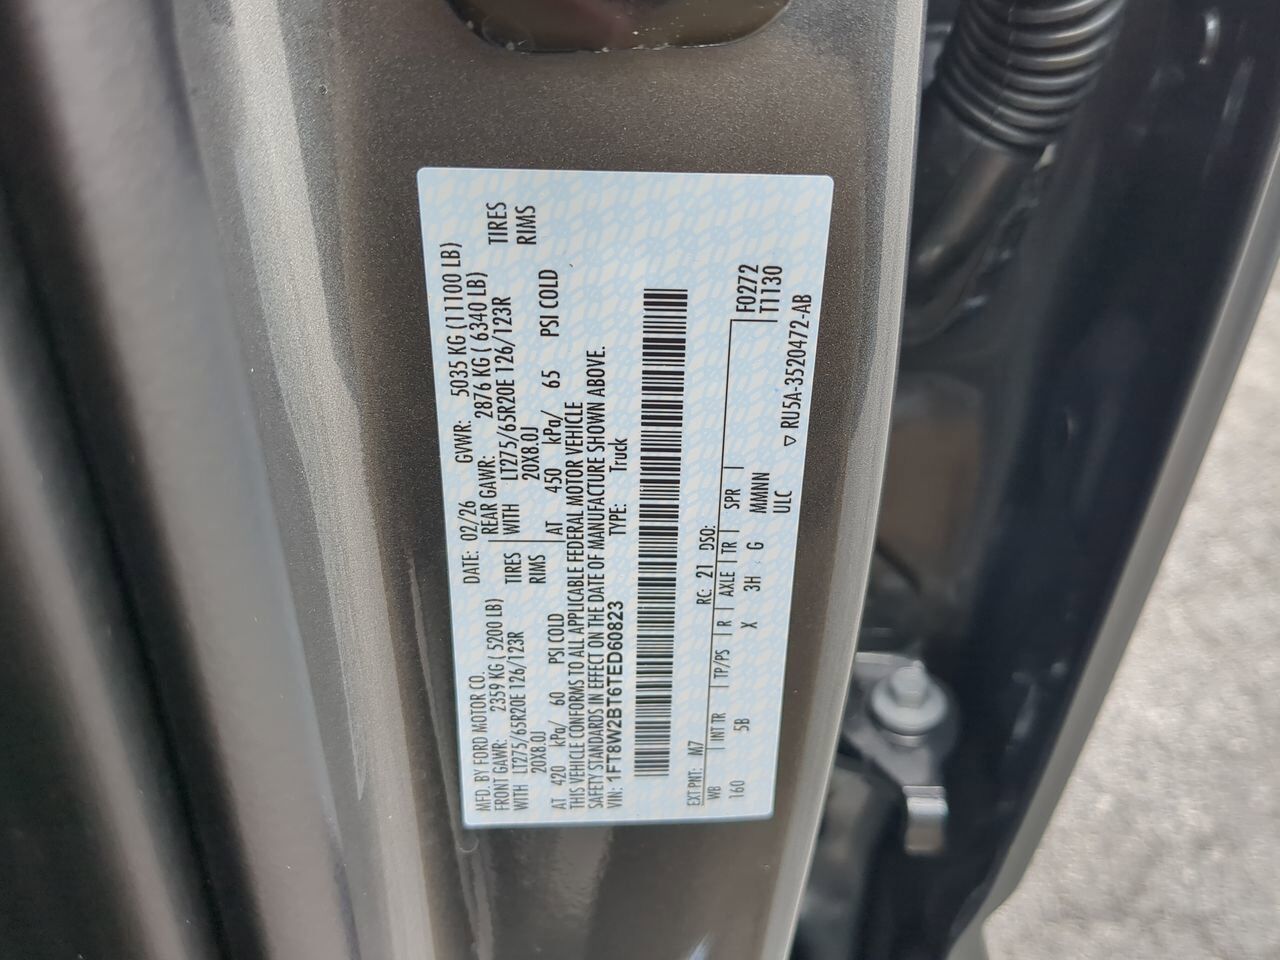 MFD. BY FORD MOTOR CO.
DATE: 02/26 GVWR: 5035 KG (11100 LB)
FRONT GAWR: 2359 KG ( 5200 LB)
REAR GAWR: 2876 KG ( 6340 LB)
WITH LT275/65R20E 126/123R TIRES
WITH LT275/65R20E 126/123R TIRES
20X8.0J RIMS
20X8.0J RIMS
AT 420 kPa/ 60 PSI COLD
AT 450 kPa/ 65 PSI COLD
THIS VEHICLE CONFORMS TO ALL APPLICABLE FEDERAL MOTOR VEHICLE
SAFETY STANDARDS IN EFFECT ON THE DATE OF MANUFACTURE SHOWN ABOVE.
VIN: 1FT8W2BT6TED60823 TYPE: Truck
EXT PNT: M7 RC: 21 DSO:
WB INT TR TP/PS R AXLE TR SPR F0272
160 5B X 3H G MMNN T1130
ULC
▽ RU5A-3520472-AB